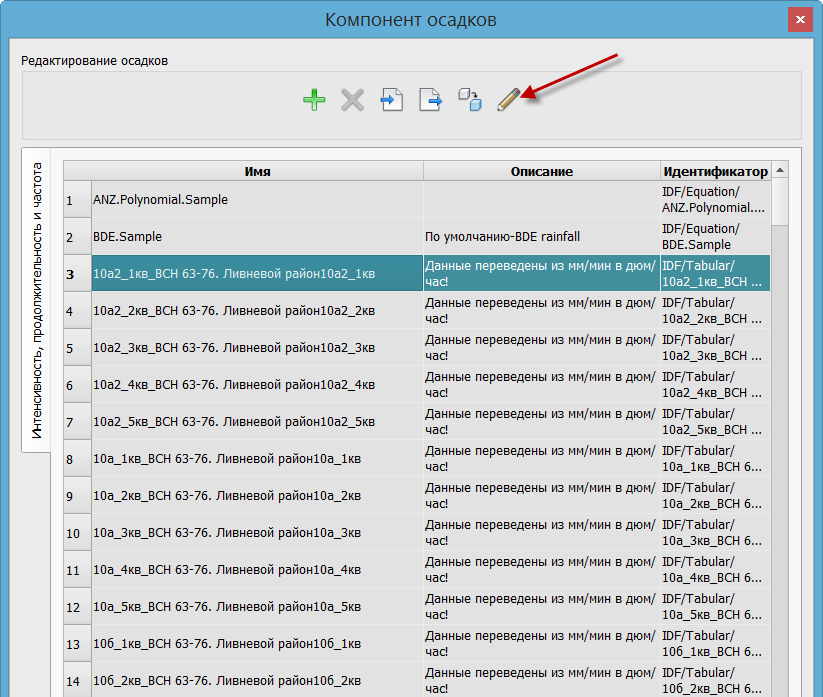 Компонент осадков
Редактирование осадков
Интенсивность, продолжительность и частота
Имя Описание Идентификатор
1 ANZ.Polynomial.Sample IDF/Equation/
ANZ.Polynomial....
2 BDE.Sample По умолчанию-BDE rainfall IDF/Equation/
BDE.Sample
3 10а2_1кв_ВСН 63-76. Ливневой район10а2_1кв Данные переведены из мм/мин в дюм/ IDF/Tabular/
час! 10а2_1кв_ВСН ...
4 10а2_2кв_ВСН 63-76. Ливневой район10а2_2кв Данные переведены из мм/мин в дюм/ IDF/Tabular/
час! 10а2_2кв_ВСН ...
5 10а2_3кв_ВСН 63-76. Ливневой район10а2_3кв Данные переведены из мм/мин в дюм/ IDF/Tabular/
час! 10а2_3кв_ВСН ...
6 10а2_4кв_ВСН 63-76. Ливневой район10а2_4кв Данные переведены из мм/мин в дюм/ IDF/Tabular/
час! 10а2_4кв_ВСН ...
7 10а2_5кв_ВСН 63-76. Ливневой район10а2_5кв Данные переведены из мм/мин в дюм/ IDF/Tabular/
час! 10а2_5кв_ВСН ...
8 10а_1кв_ВСН 63-76. Ливневой район10а_1кв Данные переведены из мм/мин в дюм/ IDF/Tabular/
час! 10а_1кв_ВСН 6...
9 10а_2кв_ВСН 63-76. Ливневой район10а_2кв Данные переведены из мм/мин в дюм/ IDF/Tabular/
час! 10а_2кв_ВСН 6...
10 10а_3кв_ВСН 63-76. Ливневой район10а_3кв Данные переведены из мм/мин в дюм/ IDF/Tabular/
час! 10а_3кв_ВСН 6...
11 10а_4кв_ВСН 63-76. Ливневой район10а_4кв Данные переведены из мм/мин в дюм/ IDF/Tabular/
час! 10а_4кв_ВСН 6...
12 10а_5кв_ВСН 63-76. Ливневой район10а_5кв Данные переведены из мм/мин в дюм/ IDF/Tabular/
час! 10а_5кв_ВСН 6...
13 10б_1кв_ВСН 63-76. Ливневой район10б_1кв Данные переведены из мм/мин в дюм/ IDF/Tabular/
час! 10б_1кв_ВСН 6...
14 10б_2кв_ВСН 63-76. Ливневой район10б_2кв Данные переведены из мм/мин в дюм/ IDF/Tabular/
час! 10б_2кв_ВСН 6...